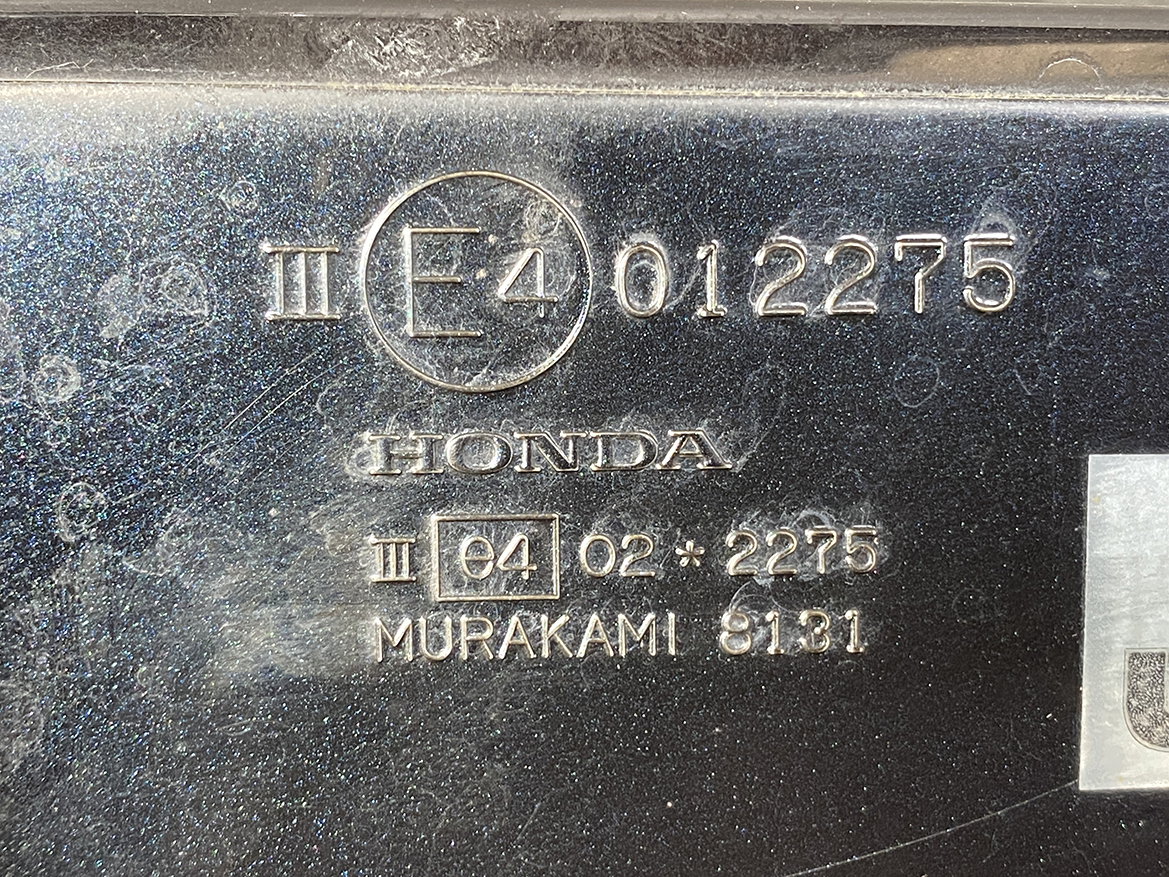 III E4 012275
HONDA
III e4 02*2275
MURAKAMI 8131